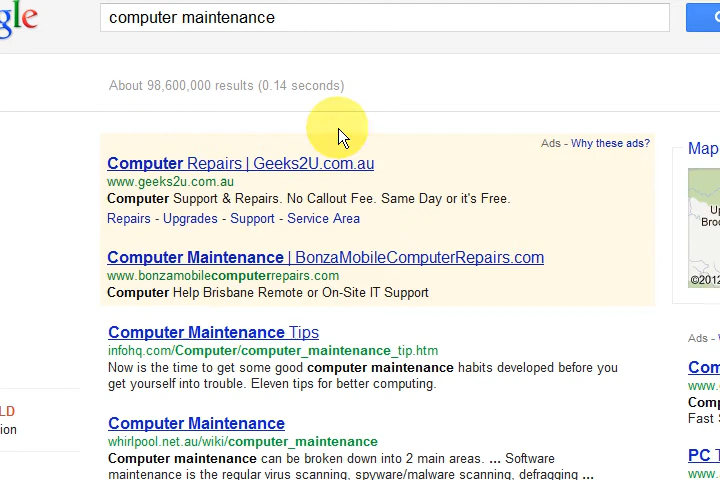 gle
computer maintenance
About 98,600,000 results (0.14 seconds)
Ads - Why these ads?
Computer Repairs | Geeks2U.com.au
www.geeks2u.com.au
Computer Support & Repairs. No Callout Fee. Same Day or it's Free.
Repairs - Upgrades - Support - Service Area
Computer Maintenance | BonzaMobileComputerRepairs.com
www.bonzamobilecomputerrepairs.com
Computer Help Brisbane Remote or On-Site IT Support
Computer Maintenance Tips
infohq.com/Computer/computer_maintenance_tip.htm
Now is the time to get some good computer maintenance habits developed before you
get yourself into trouble. Eleven tips for better computing.
Computer Maintenance
whirlpool.net.au/wiki/computer_maintenance
Computer maintenance can be broken down into 2 main areas. ... Software
maintenance is the regular virus scanning, spyware/malware scanning, defragging ...
LD
ion
Map
Up
Broo
©2012
Ads - W
Com
www.
Comp
Fast S
PC T